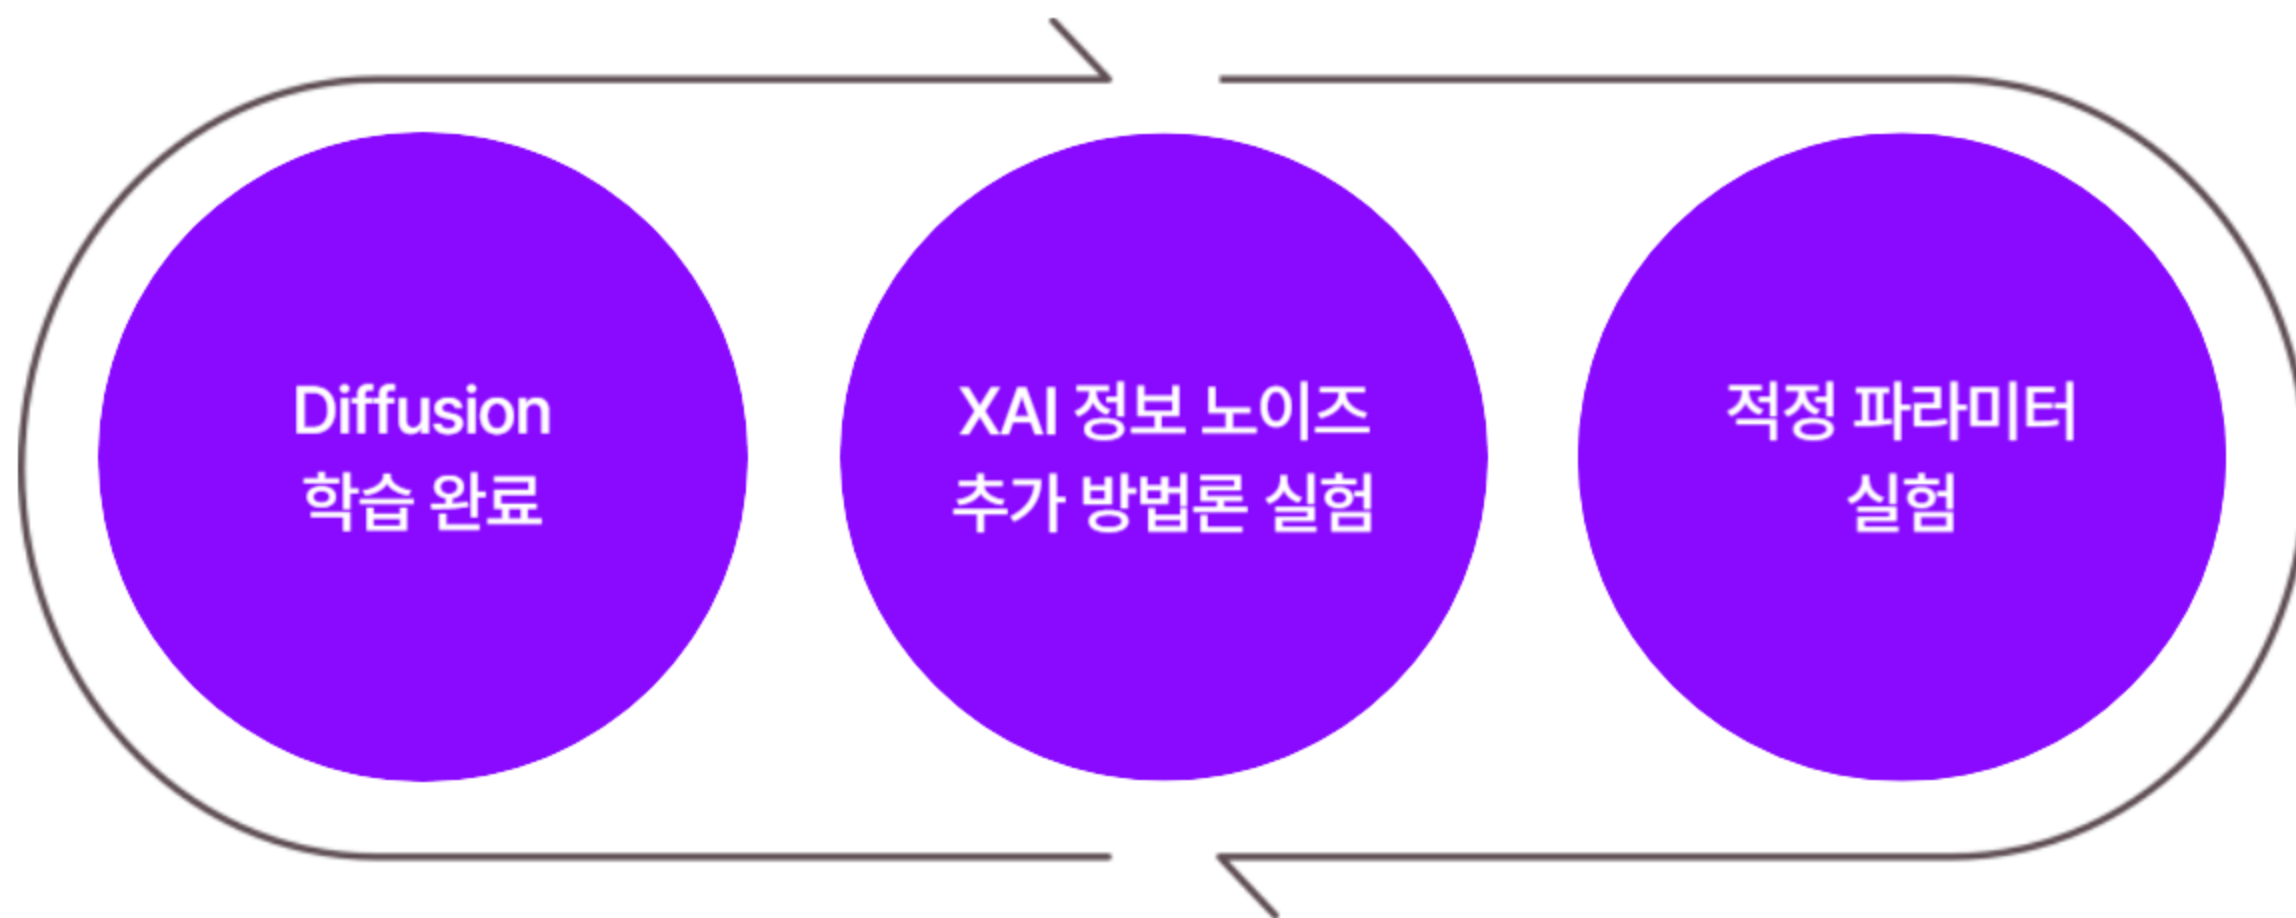 Diffusion
학습 완료
XAI 정보 노이즈
추가 방법론 실험
적정 파라미터
실험